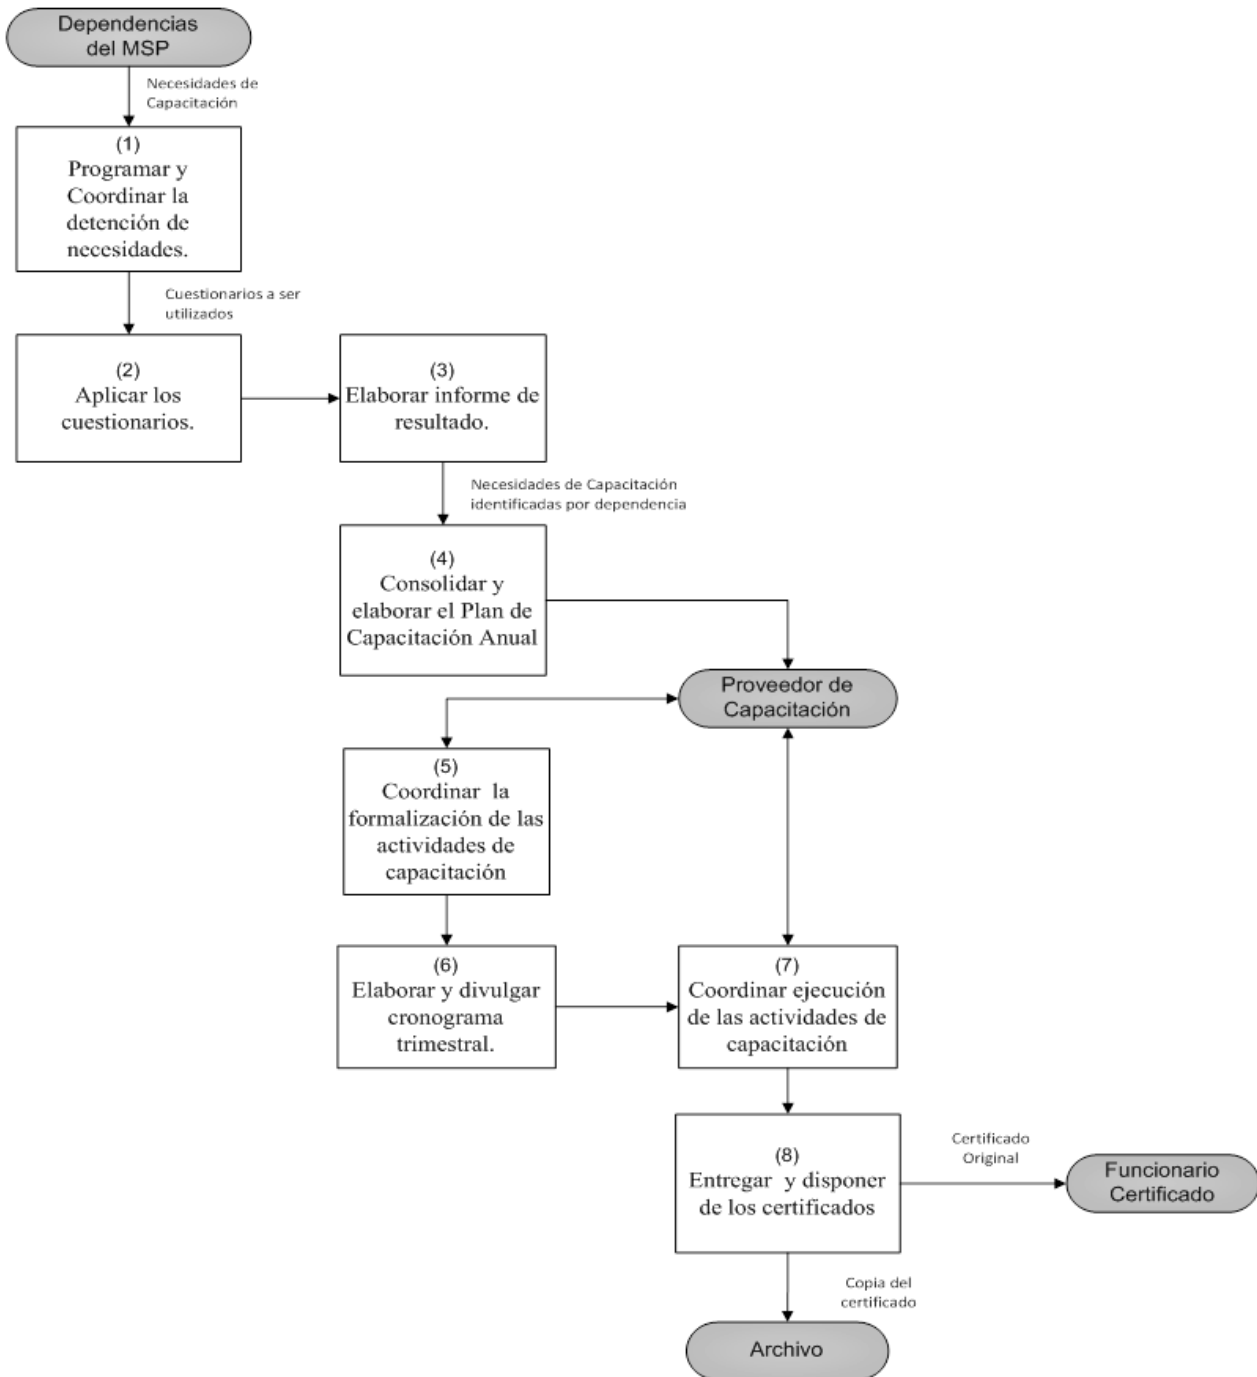 Dependencias
del MSP
Necesidades de
Capacitación
(1)
Programar y
Coordinar la
detención de
necesidades.
Cuestionarios a ser
utilizados
(2)
Aplicar los
cuestionarios.
(3)
Elaborar informe de
resultado.
Necesidades de Capacitación
identificadas por dependencia
(4)
Consolidar y
elaborar el Plan de
Capacitación Anual
Proveedor de
Capacitación
(5)
Coordinar la
formalización de las
actividades de
capacitación
(6)
Elaborar y divulgar
cronograma
trimestral.
(7)
Coordinar ejecución
de las actividades de
capacitación
(8)
Entregar y disponer
de los certificados
Certificado
Original
Funcionario
Certificado
Copia del
certificado
Archivo